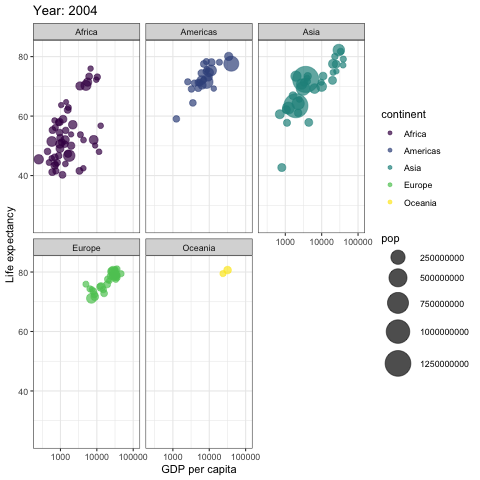 Year: 2004
Africa
Americas
Asia
80
60
40
1000
10000
100000
Europe
Oceania
80
60
40
1000
10000
100000
1000
10000
100000
Life expectancy
GDP per capita
continent
Africa
Americas
Asia
Europe
Oceania
pop
250000000
500000000
750000000
1000000000
1250000000